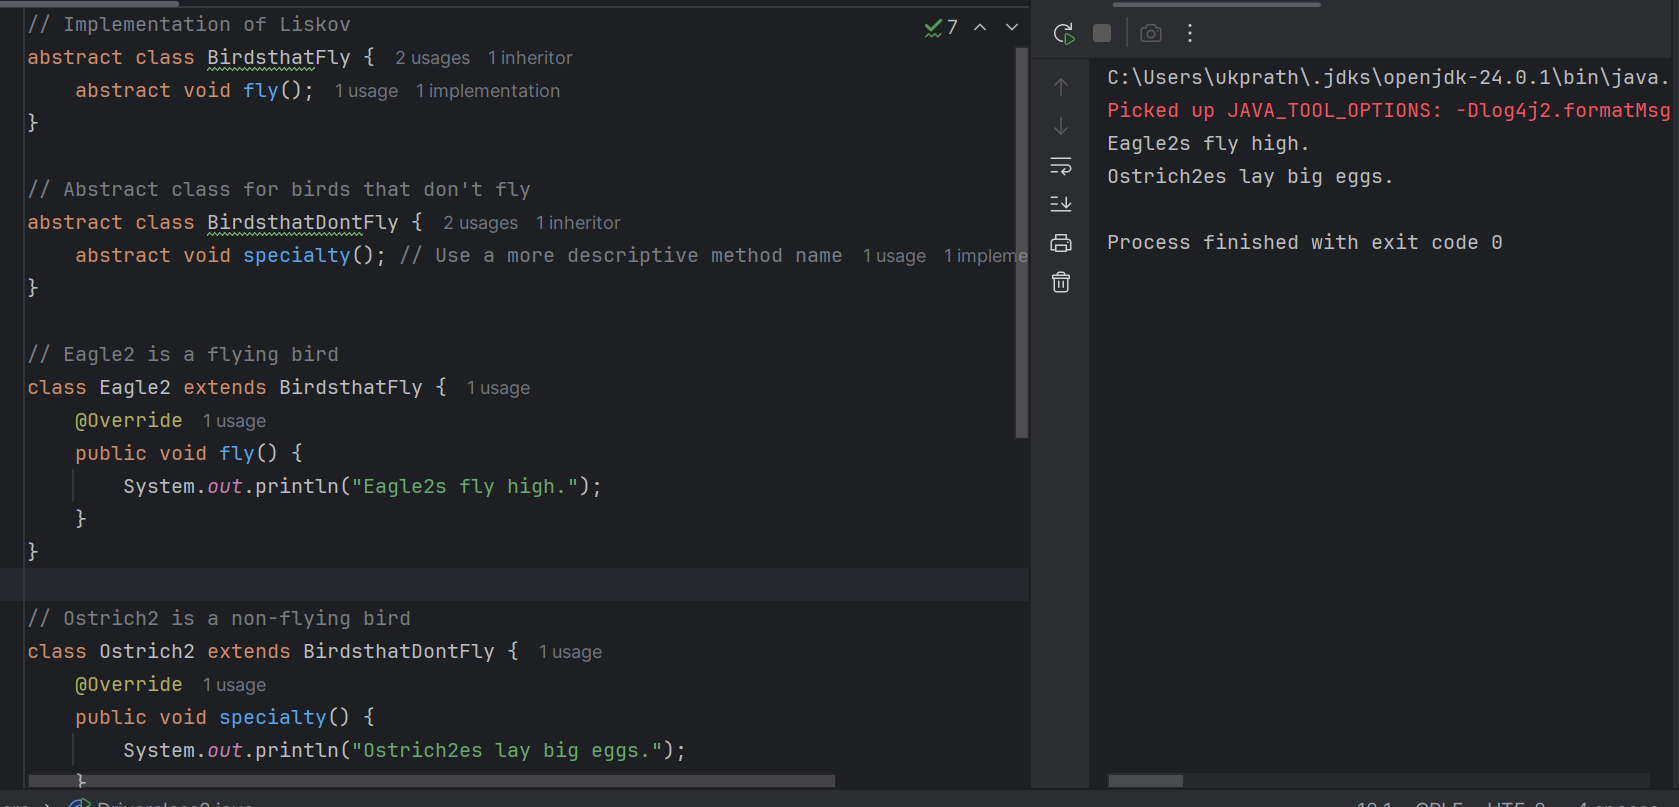 // Implementation of Liskov
7
abstract class BirdsthatFly { 2 usages 1 inheritor
abstract void fly(); 1 usage 1 implementation
}
// Abstract class for birds that don't fly
abstract class BirdsthatDontFly { 2 usages 1 inheritor
abstract void specialty(); // Use a more descriptive method name 1 usage 1 impleme
}
// Eagle2 is a flying bird
class Eagle2 extends BirdsthatFly { 1 usage
@Override 1 usage
public void fly() {
System.out.println("Eagle2s fly high.");
}
}
// Ostrich2 is a non-flying bird
class Ostrich2 extends BirdsthatDontFly { 1 usage
@Override 1 usage
public void specialty() {
System.out.println("Ostrich2es lay big eggs.");
}
C:\Users\ukprath\.jdks\openjdk-24.0.1\bin\java.
Picked up JAVA_TOOL_OPTIONS: -Dlog4j2.formatMsg
Eagle2s fly high.
Ostrich2es lay big eggs.
Process finished with exit code 0